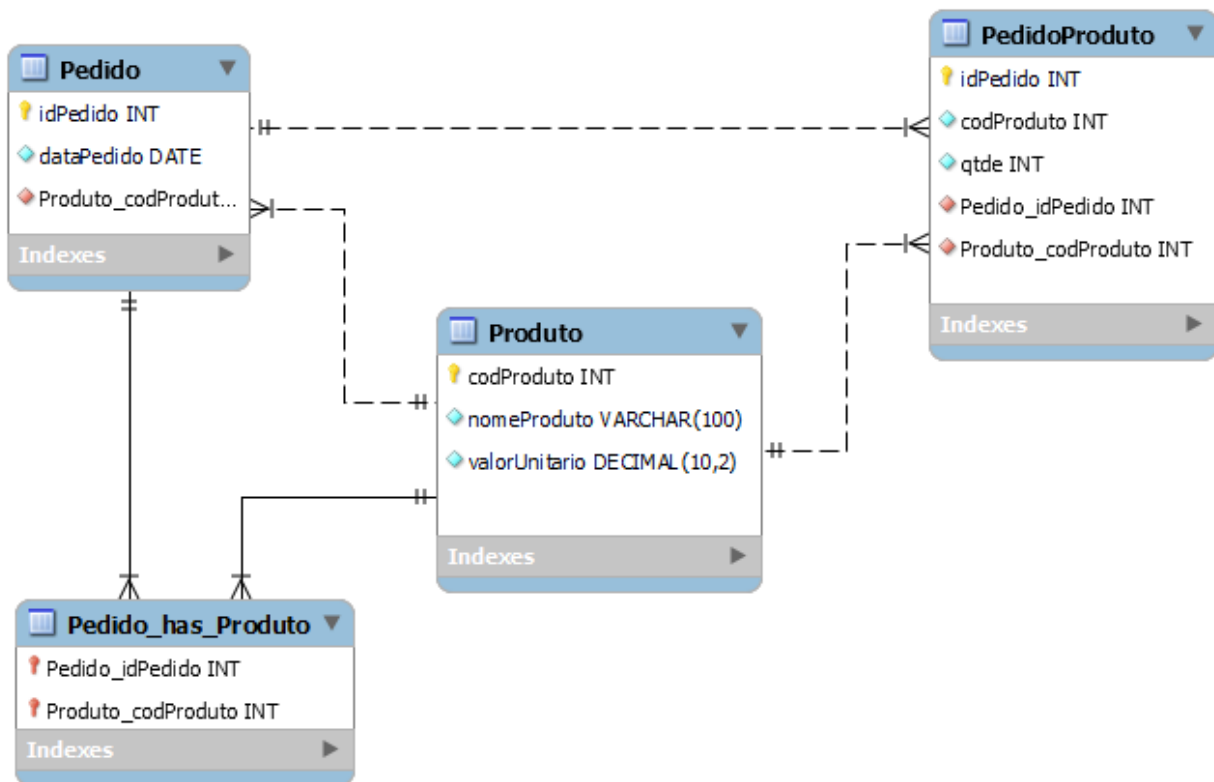 Pedido
idPedido INT
dataPedido DATE
Produto_codProdut...
Indexes
PedidoProduto
idPedido INT
codProduto INT
qtde INT
Pedido_idPedido INT
Produto_codProduto INT
Indexes
Produto
codProduto INT
nomeProduto VARCHAR(100)
valorUnitario DECIMAL(10,2)
Indexes
Pedido_has_Produto
Pedido_idPedido INT
Produto_codProduto INT
Indexes